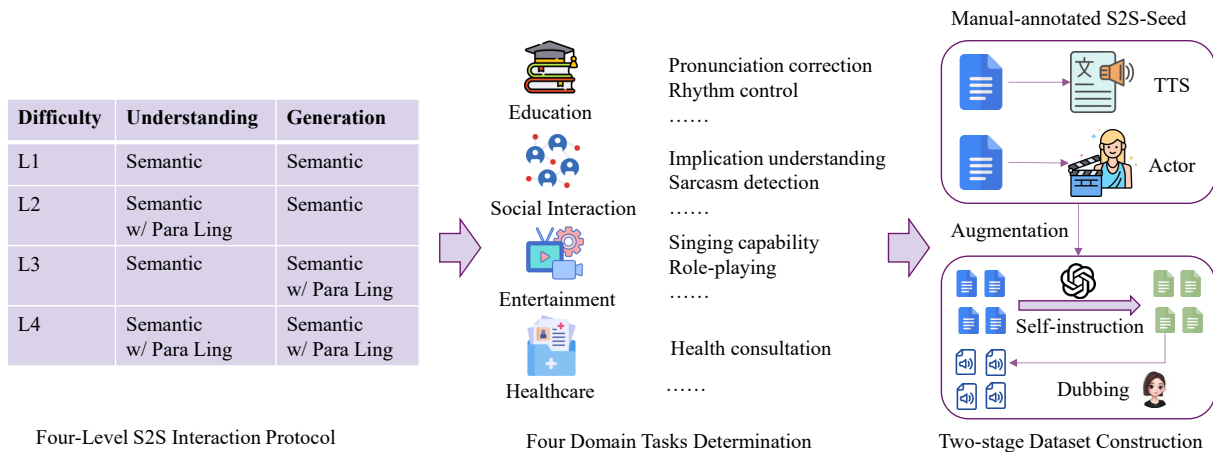 Difficulty Understanding Generation
L1 Semantic Semantic
L2 Semantic w/ Para Ling Semantic
L3 Semantic Semantic w/ Para Ling
L4 Semantic w/ Para Ling Semantic w/ Para Ling
Four-Level S2S Interaction Protocol
Education
Pronunciation correction
Rhythm control
……
Social Interaction
Implication understanding
Sarcasm detection
……
Entertainment
Singing capability
Role-playing
……
Healthcare
Health consultation
……
Four Domain Tasks Determination
Manual-annotated S2S-Seed
文
TTS
Actor
Augmentation
Self-instruction
Dubbing
Two-stage Dataset Construction